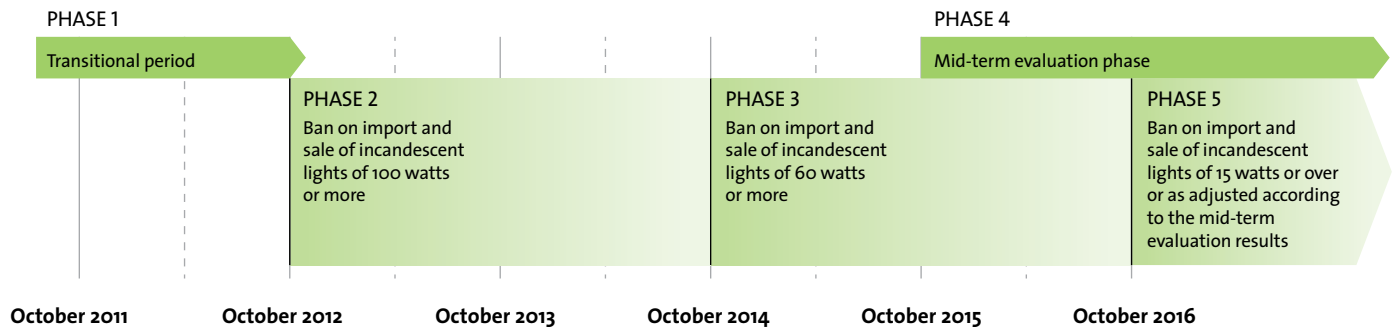 PHASE 1
Transitional period
PHASE 4
Mid-term evaluation phase
PHASE 2
Ban on import and
sale of incandescent
lights of 100 watts
or more
PHASE 3
Ban on import and
sale of incandescent
lights of 60 watts
or more
PHASE 5
Ban on import and
sale of incandescent
lights of 15 watts or over
or as adjusted according
to the mid-term
evaluation results
October 2011
October 2012
October 2013
October 2014
October 2015
October 2016